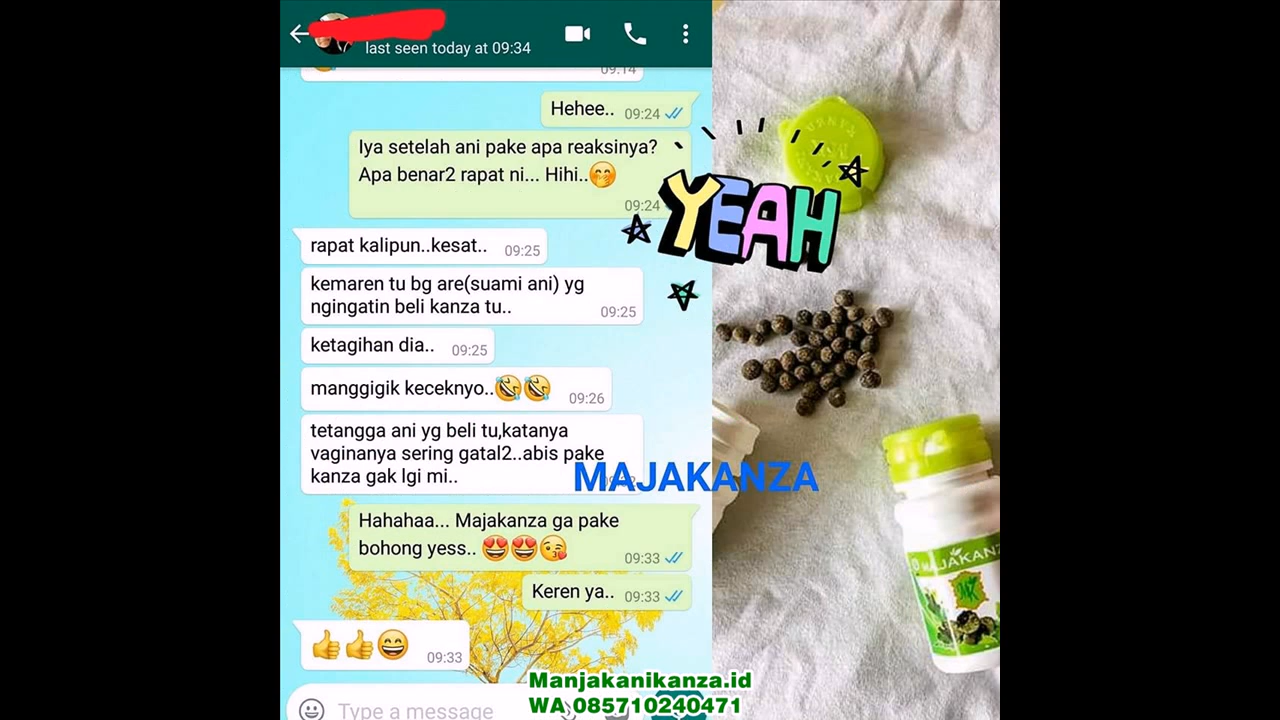 last seen today at 09:34
09:14
Hehee.. 09:24
Iya setelah ani pake apa reaksinya?
Apa benar2 rapat ni... Hihi..🤭
09:24
YEAH
rapat kalipun..kesat.. 09:25
kemaren tu bg are(suami ani) yg
ngingatin beli kanza tu.. 09:25
ketagihan dia.. 09:25
manggigik keceknyo..🤣🤣 09:26
tetangga ani yg beli tu,katanya
vaginanya sering gatal2..abis pake
kanza gak lgi mi..
MAJAKANZA
Hahahaa... Majakanza ga pake
bohong yess.. 😍😍😘 09:33
Keren ya.. 09:33
👍👍😄 09:33
Type a message
MAJAKANZ
MK
Manjakanikanza.id
WA 085710240471